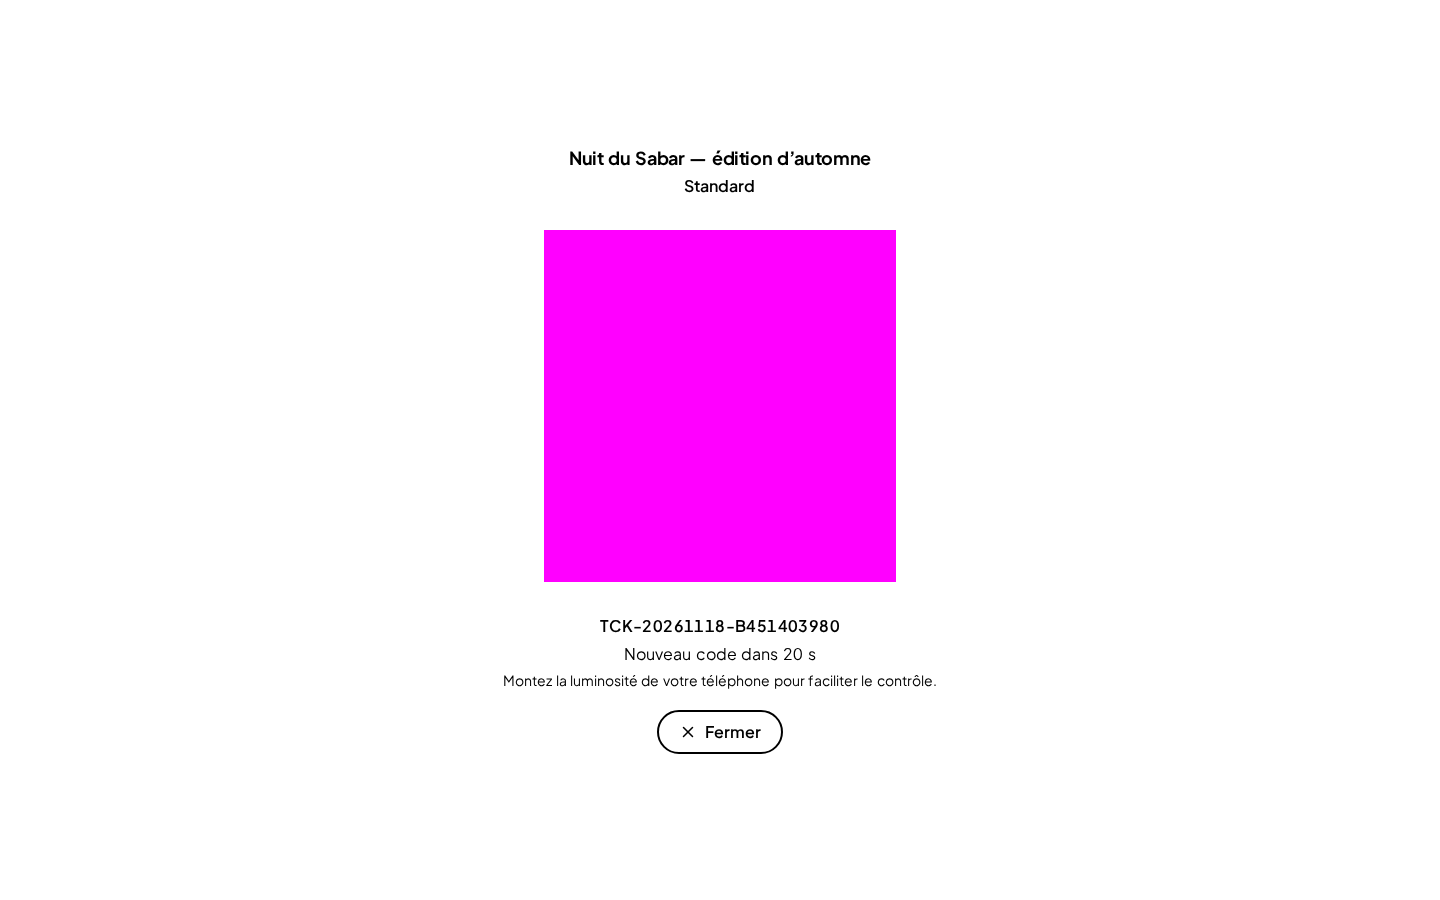 Nuit du Sabar — édition d’automne
Standard
TCK-20261118-B451403980
Nouveau code dans 20 s
Montez la luminosité de votre téléphone pour faciliter le contrôle.
Fermer